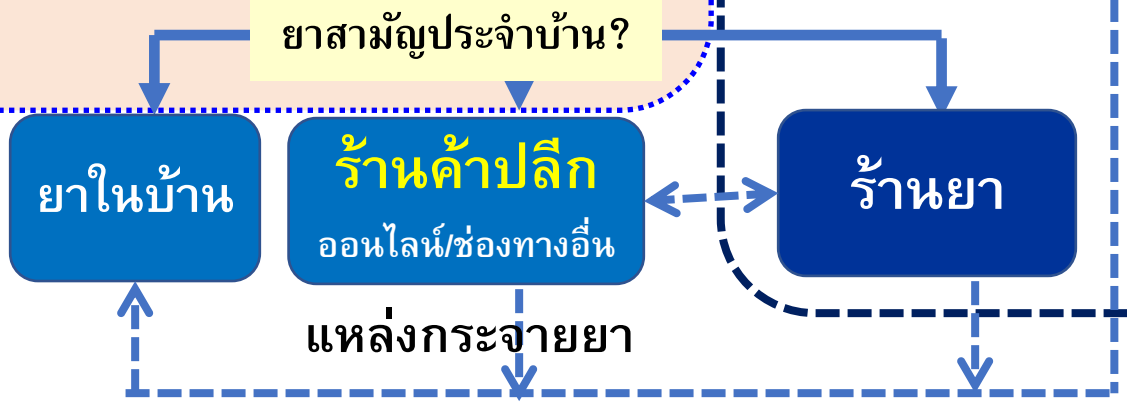 ยาสามัญประจำบ้าน?
ยาในบ้าน
ร้านค้าปลีก
ออนไลน์/ช่องทางอื่น
ร้านยา
แหล่งกระจายยา